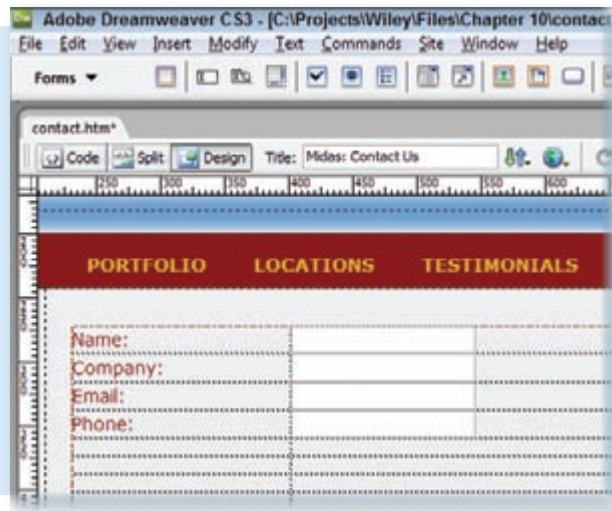 Adobe Dreamweaver CS3 - [C:\Projects\Wiley\Files\Chapter 10\contac
File Edit View Insert Modify Text Commands Site Window Help
Forms
contact.htm*
Code Split Design Title: Midas: Contact Us
250 300 350 400 450 500 550 600
PORTFOLIO LOCATIONS TESTIMONIALS
Name:
Company:
Email:
Phone: